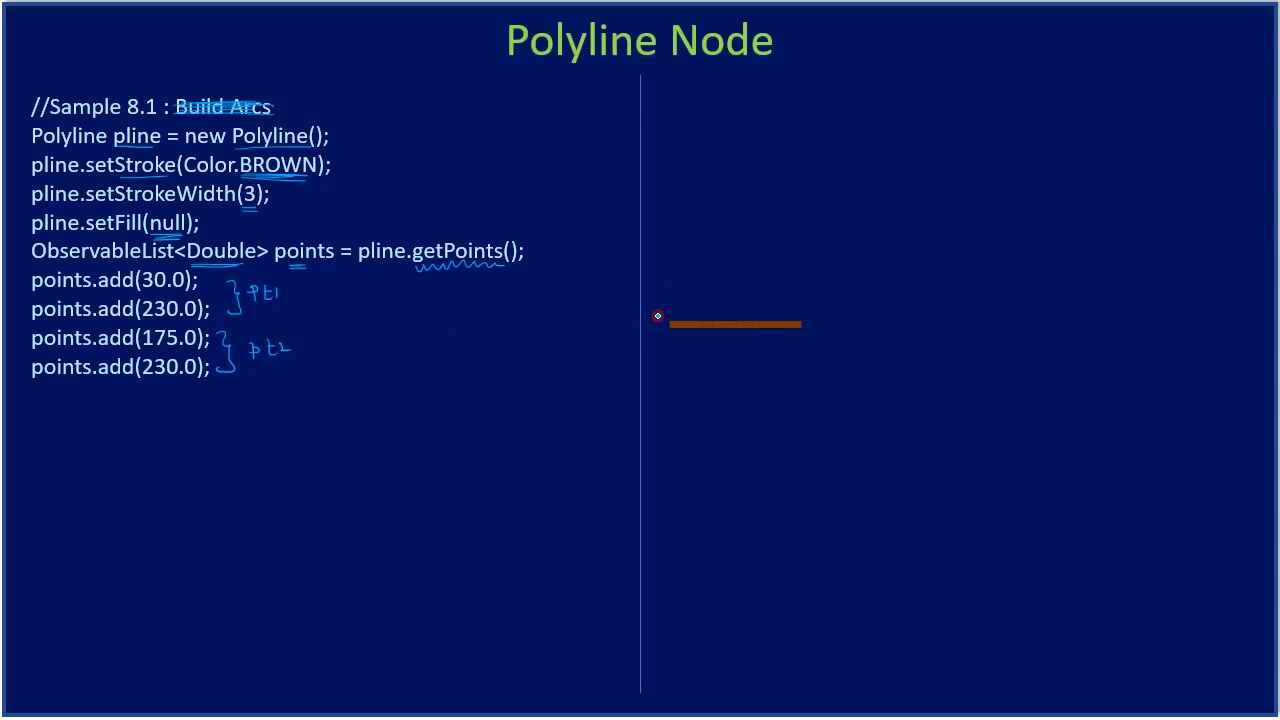 Polyline Node
//Sample 8.1 : Build Arcs
Polyline pline = new Polyline();
pline.setStroke(Color.BROWN);
pline.setStrokeWidth(3);
pline.setFill(null);
ObservableList<Double> points = pline.getPoints();
points.add(30.0);
points.add(230.0);
pt1
points.add(175.0);
points.add(230.0);
pt2